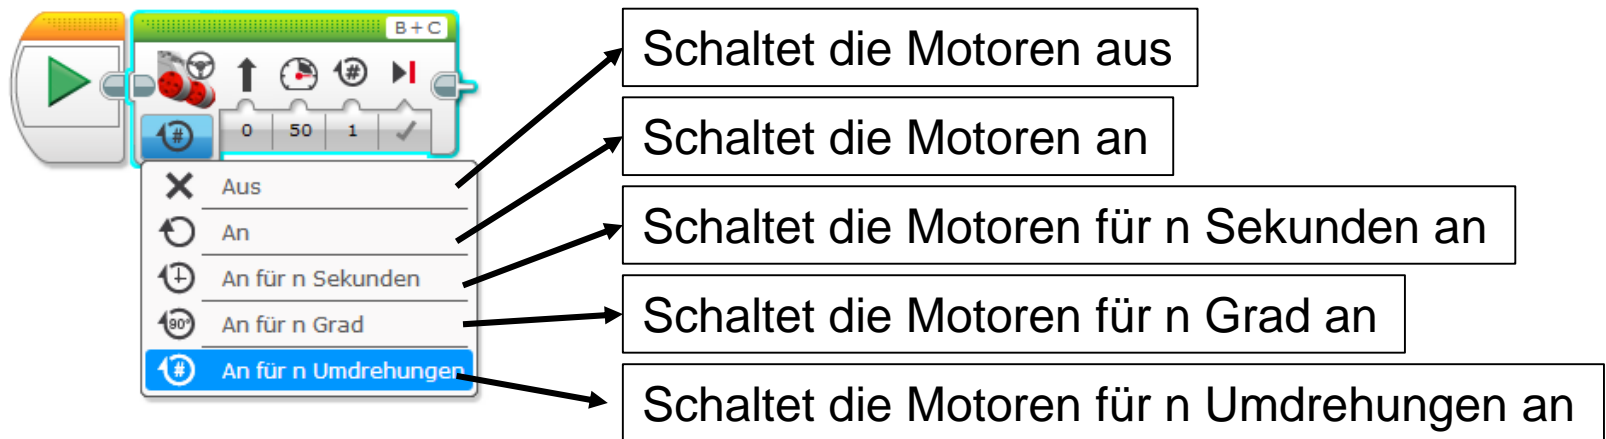 B + C
0 50 1
Aus
An
An für n Sekunden
An für n Grad
An für n Umdrehungen
Schaltet die Motoren aus
Schaltet die Motoren an
Schaltet die Motoren für n Sekunden an
Schaltet die Motoren für n Grad an
Schaltet die Motoren für n Umdrehungen an